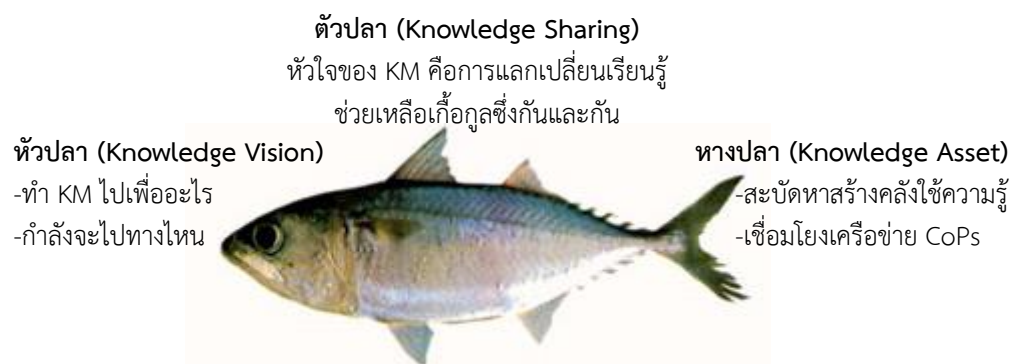 ตัวปลา (Knowledge Sharing)
หัวใจของ KM คือการแลกเปลี่ยนเรียนรู้
ช่วยเหลือเกื้อกูลซึ่งกันและกัน
หัวปลา (Knowledge Vision)
-ทำ KM ไปเพื่ออะไร
-กำลังจะไปทางไหน
หางปลา (Knowledge Asset)
-สะบัดหาสร้างคลังใช้ความรู้
-เชื่อมโยงเครือข่าย CoPs